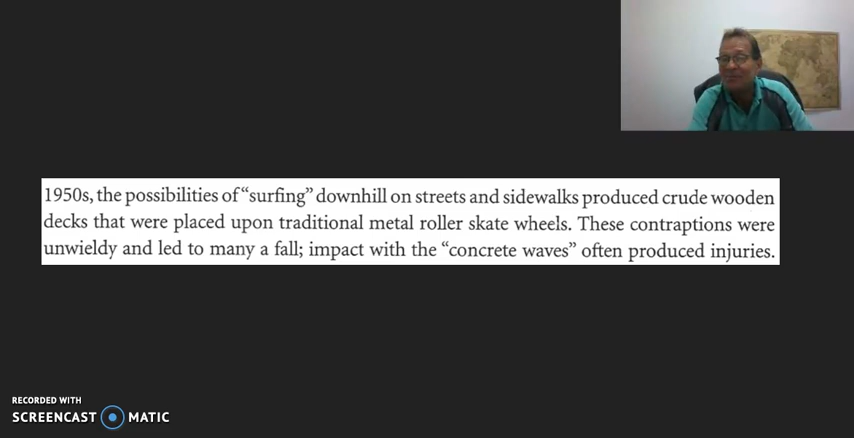 1950s, the possibilities of “surfing” downhill on streets and sidewalks produced crude wooden
decks that were placed upon traditional metal roller skate wheels. These contraptions were
unwieldy and led to many a fall; impact with the “concrete waves” often produced injuries.
RECORDED WITH
SCREENCAST MATIC